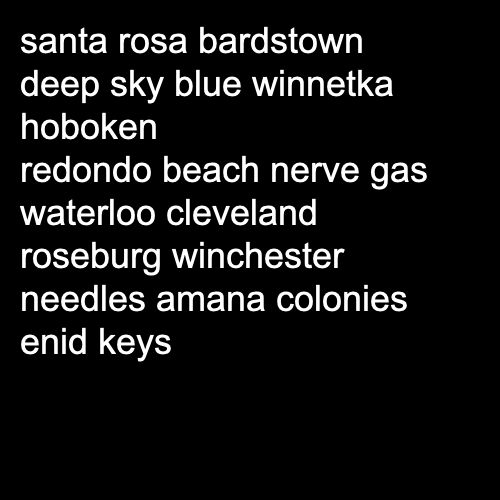 santa rosa bardstown
deep sky blue winnetka
hoboken
redondo beach nerve gas
waterloo cleveland
roseburg winchester
needles amana colonies
enid keys